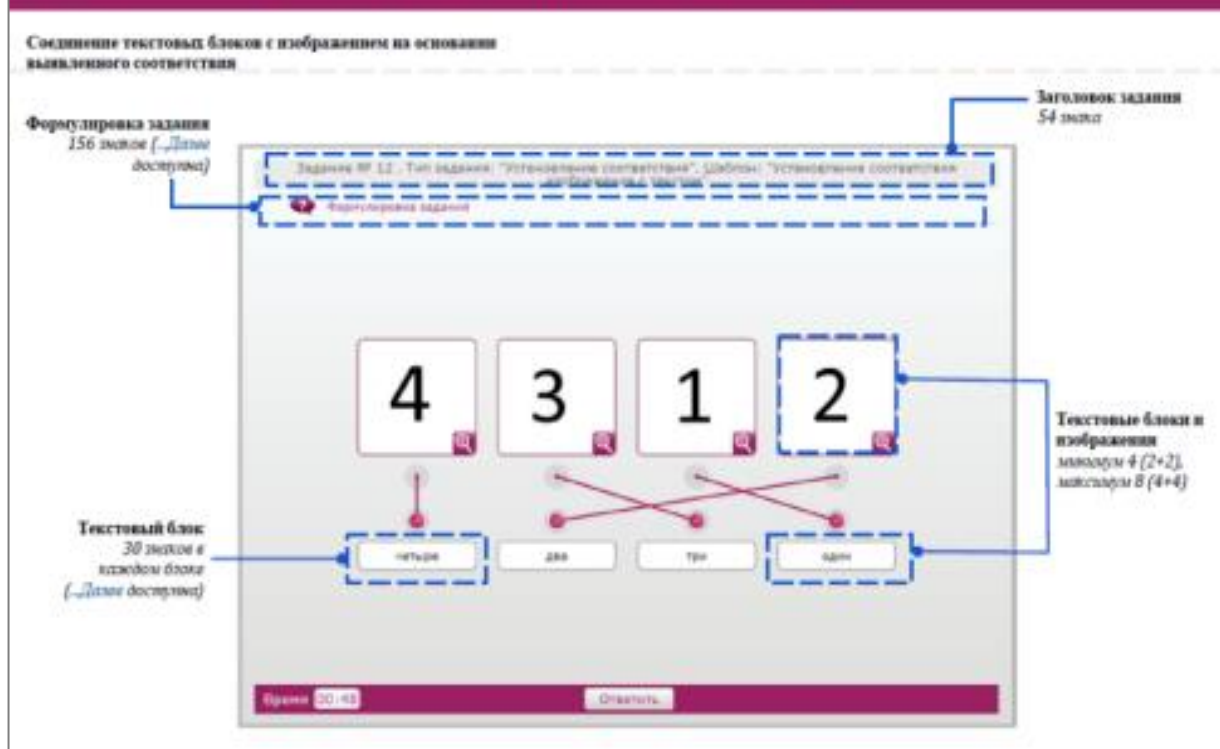 Соединение текстовых блоков с изображением на основании
выявленного соответствия
Заголовок задания
54 знака
Формулировка задания
156 знаков (...Далее
доступна)
Задание № 12 . Тип задания: "Установление соответствия". Шаблон: "Установление соответствия
изображения с текстом
Формулировка задания
4 3 1 2
Текстовые блоки и
изображения
минимум 4 (2+2),
максимум 8 (4+4)
Текстовый блок
30 знаков в
каждом блоке
(...Далее доступна)
четыре два три один
Время 00:48 Ответить